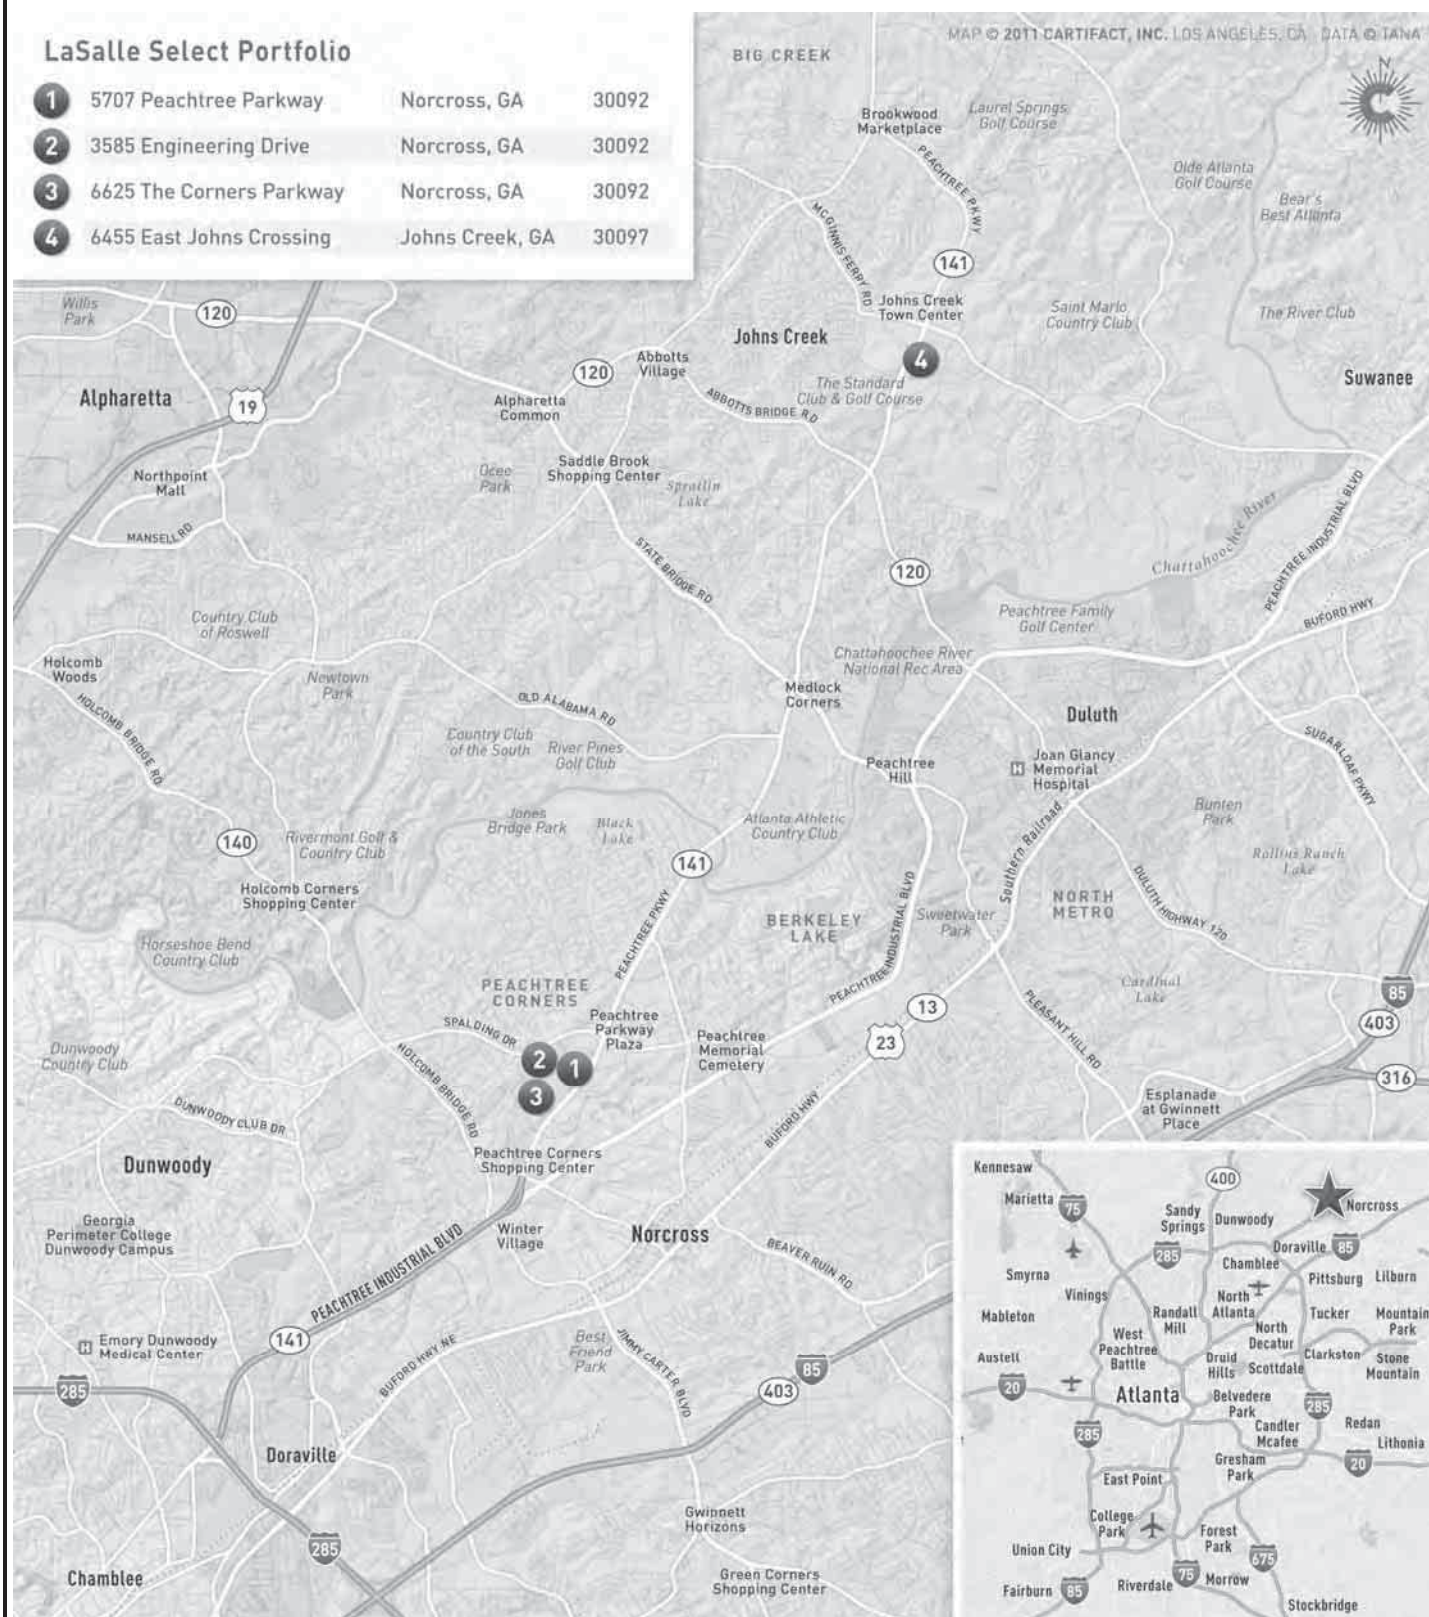 LaSalle Select Portfolio
1 5707 Peachtree Parkway Norcross, GA 30092
2 3585 Engineering Drive Norcross, GA 30092
3 6625 The Corners Parkway Norcross, GA 30092
4 6455 East Johns Crossing Johns Creek, GA 30097
MAP © 2011 CARTIFACT, INC. LOS ANGELES, CA DATA © TANA
N
C
BIG CREEK
Brookwood
Marketplace
Laurel Springs
Golf Course
PEACHTREE PKWY
Olde Atlanta
Golf Course
Bear's
Best Atlanta
MCGINNIS FERRY RD
141
Willis
Park
120
Johns Creek
Town Center
Saint Marlo
Country Club
The River Club
Johns Creek
Abbotts
Village
4
120
Suwanee
Alpharetta
19
Alpharetta
Common
The Standard
Club & Golf Course
ABBOTTS BRIDGE RD
Northpoint
Mall
Ocee
Park
Saddle Brook
Shopping Center
Spratlin
Lake
MANSELL RD
STATE BRIDGE RD
120
Chattahoochee River
PEACHTREE INDUSTRIAL BLVD
Country Club
of Roswell
Peachtree Family
Golf Center
BUFORD HWY
Holcomb
Woods
Newtown
Park
Chattahoochee River
National Rec Area
HOLCOMB BRIDGE RD
OLD ALABAMA RD
Medlock
Corners
Duluth
Country Club
of the South
River Pines
Golf Club
Peachtree
Hill
H
Joan Glancy
Memorial
Hospital
SUGARLOAF PKWY
Jones
Bridge Park
Black
Lake
Atlanta Athletic
Country Club
Southern Railroad
Bunten
Park
140
Rivermont Golf &
Country Club
141
Rollins Ranch
Lake
Holcomb Corners
Shopping Center
PEACHTREE PKWY
BERKELEY
LAKE
PEACHTREE INDUSTRIAL BLVD
Sweetwater
Park
NORTH
METRO
DULUTH HIGHWAY 120
Horseshoe Bend
Country Club
PEACHTREE
CORNERS
Cardinal
Lake
85
SPALDING DR
Peachtree
Parkway
Plaza
13
PLEASANT HILL RD
403
Dunwoody
Country Club
HOLCOMB BRIDGE RD
2
1
3
Peachtree
Memorial
Cemetery
23
316
DUNWOODY CLUB DR
BUFORD HWY
Esplanade
at Gwinnett
Place
Dunwoody
Peachtree Corners
Shopping Center
Georgia
Perimeter College
Dunwoody Campus
PEACHTREE INDUSTRIAL BLVD
Winter
Village
Norcross
BEAVER RUIN RD
H
Emory Dunwoody
Medical Center
141
BUFORD HWY NE
Best
Friend
Park
JIMMY CARTER BLVD
85
403
285
Doraville
Gwinnett
Horizons
285
Chamblee
Green Corners
Shopping Center
Kennesaw
400
Marietta
75
Sandy
Springs
Dunwoody
Norcross
285
Doraville
85
Chamblee
Smyrna
Vinings
North
Atlanta
Pittsburg
Lilburn
Mableton
Randall
Mill
Tucker
Mountain
Park
West
Peachtree
Battle
North
Decatur
Austell
Druid
Hills
Scottdale
Clarkston
Stone
Mountain
20
Atlanta
Belvedere
Park
285
285
Candler
Mcafee
Redan
Lithonia
Gresham
Park
20
East Point
College
Park
Forest
Park
Union City
675
Fairburn
85
Riverdale
75
Morrow
Stockbridge